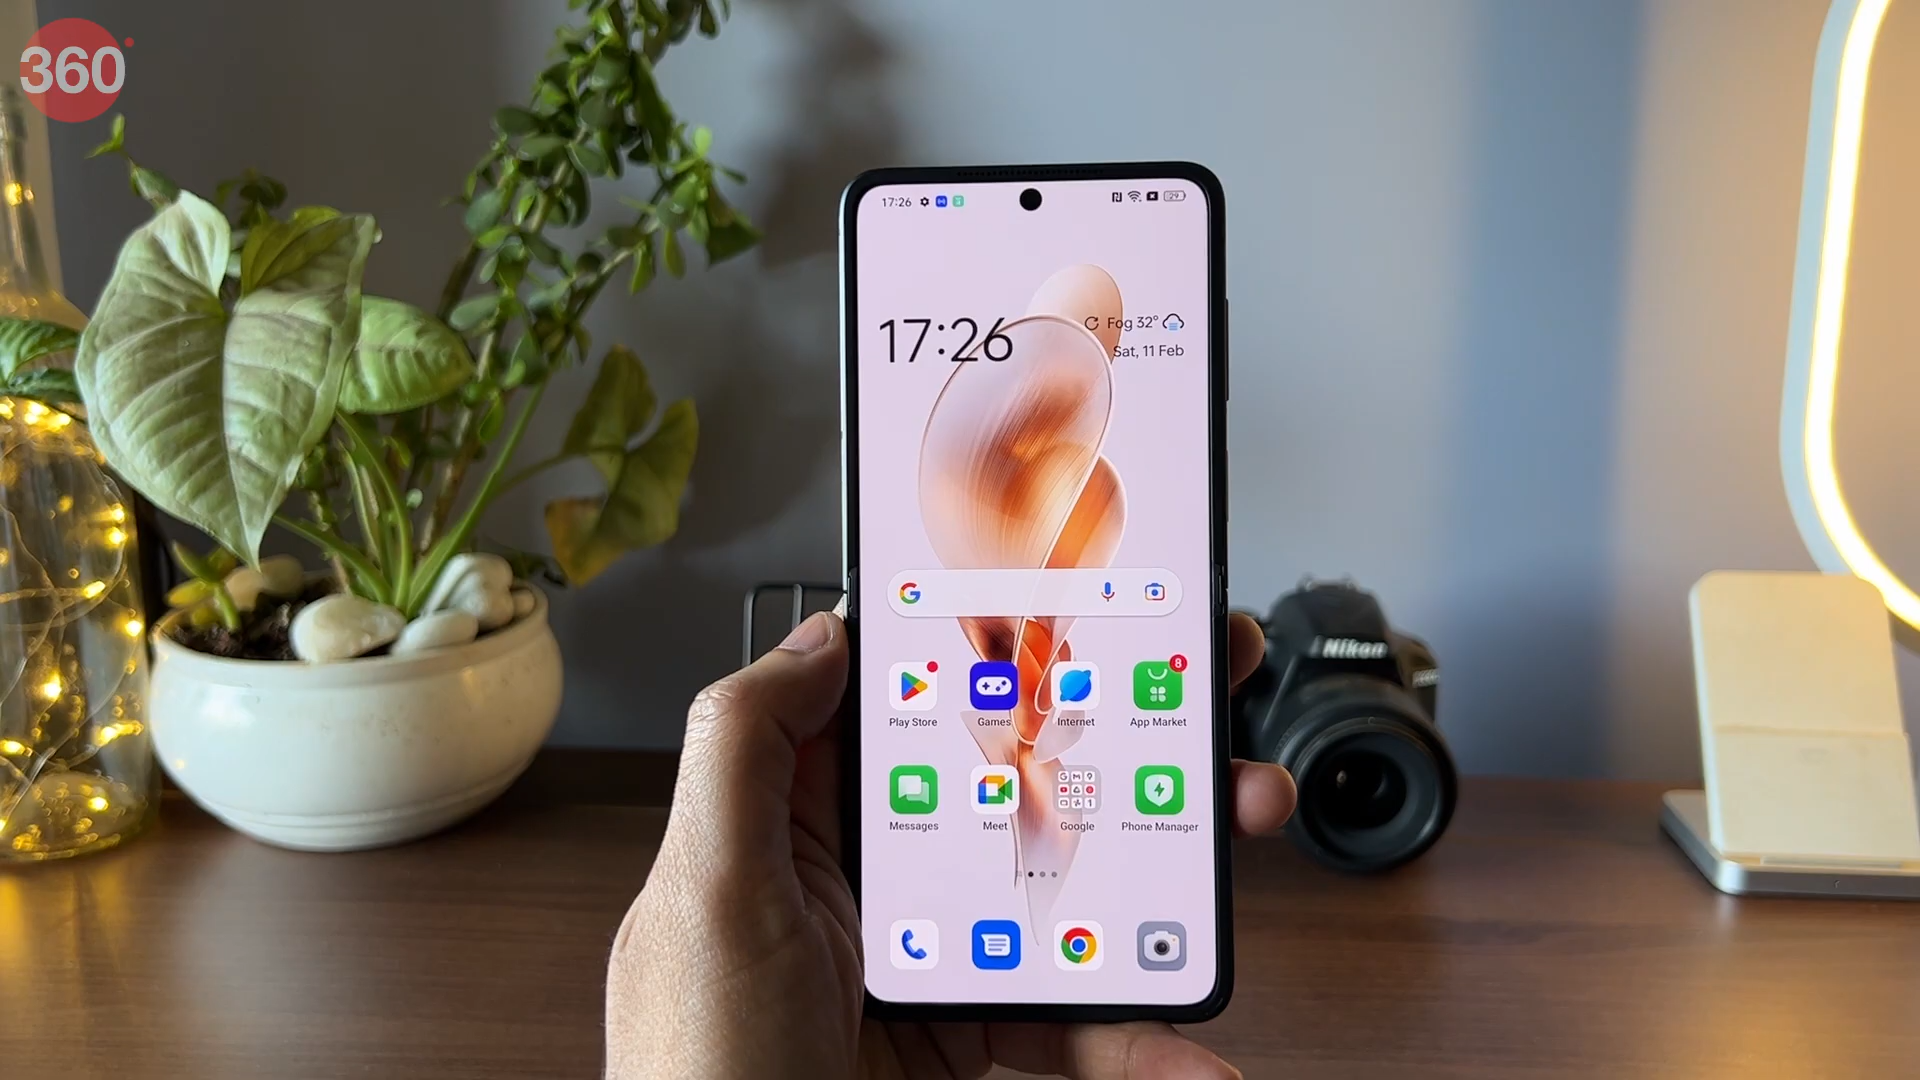 360
17:26
29
17:26
Fog 32°
Sat, 11 Feb
8
Play Store
Games
Internet
App Market
Messages
Meet
Google
Phone Manager
Nikon